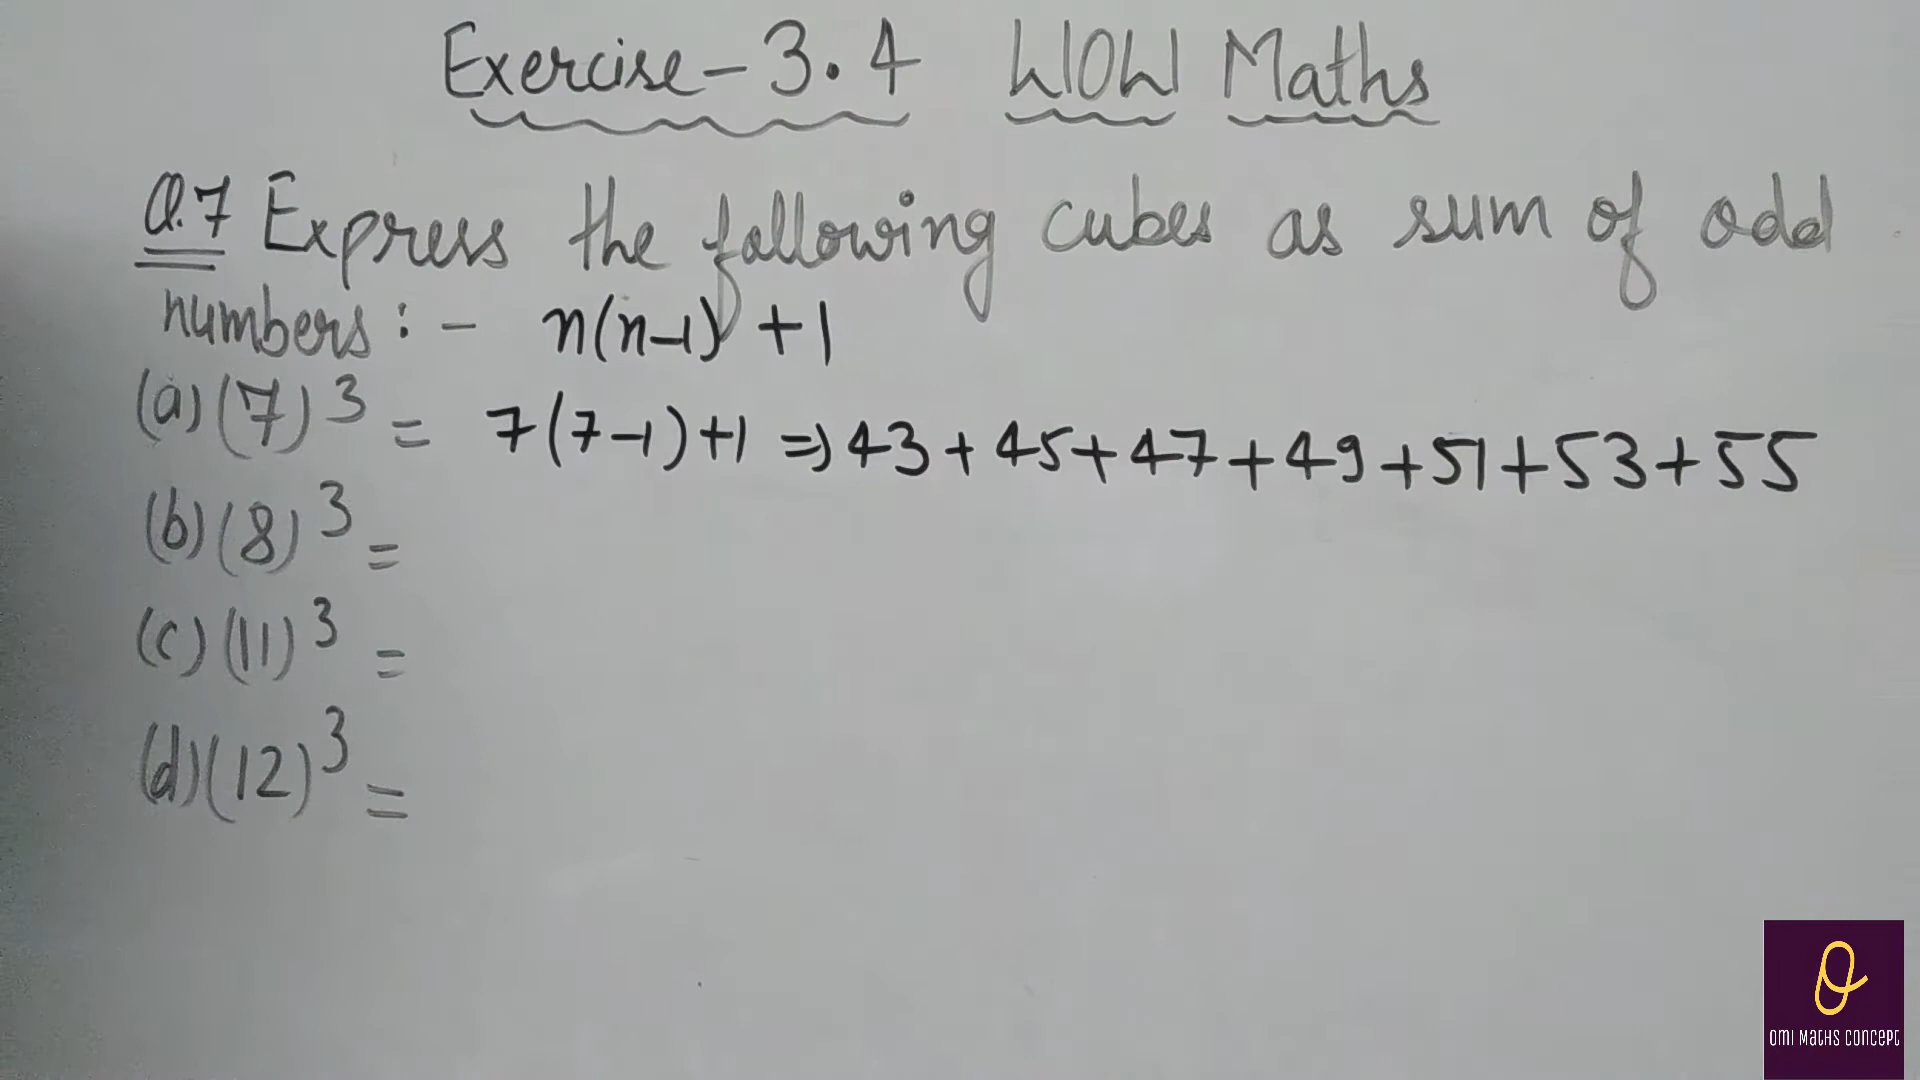 Exercise-3.4 WOW Maths
Q.7 Express the following cubes as sum of odd
numbers:- n(n-1)+1
(a) (7)³ = 7(7-1)+1 ⇒ 43+45+47+49+51+53+55
(b) (8)³ =
(c) (11)³ =
(d) (12)³ =
OMI MATHS CONCEPT